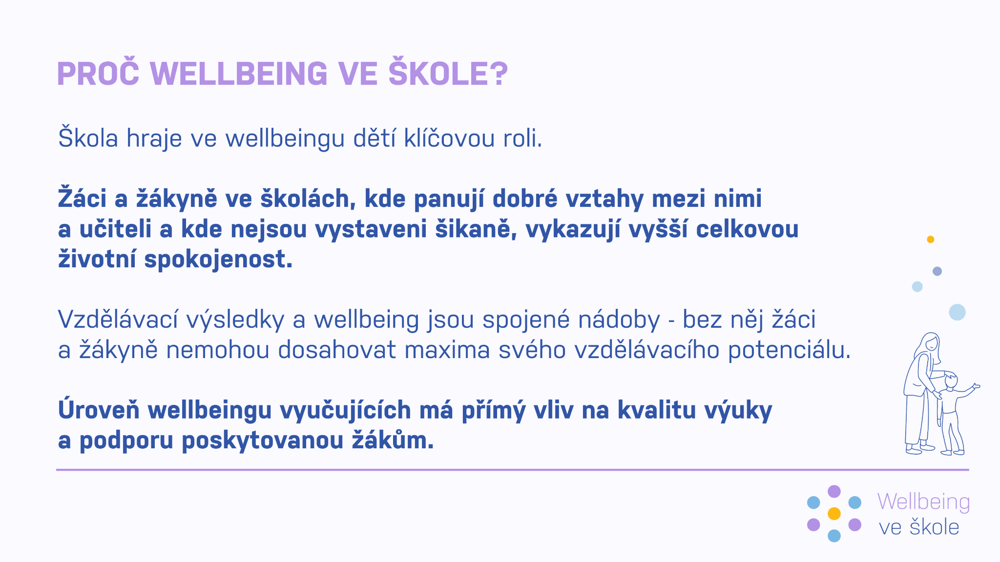 PROČ WELLBEING VE ŠKOLE?
Škola hraje ve wellbeingu dětí klíčovou roli.
Žáci a žákyně ve školách, kde panují dobré vztahy mezi nimi
a učiteli a kde nejsou vystaveni šikaně, vykazují vyšší celkovou
životní spokojenost.
Vzdělávací výsledky a wellbeing jsou spojené nádoby - bez něj žáci
a žákyně nemohou dosahovat maxima svého vzdělávacího potenciálu.
Úroveň wellbeingu vyučujících má přímý vliv na kvalitu výuky
a podporu poskytovanou žákům.
Wellbeing
ve škole